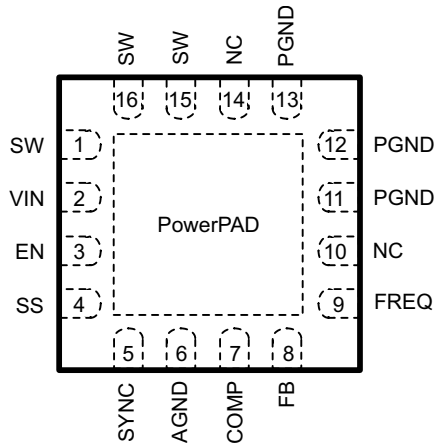 SW
SW
NC
PGND
16
15
14
13
SW 1
12 PGND
VIN 2
11 PGND
PowerPAD
EN 3
10 NC
SS 4
9 FREQ
5
6
7
8
SYNC
AGND
COMP
FB